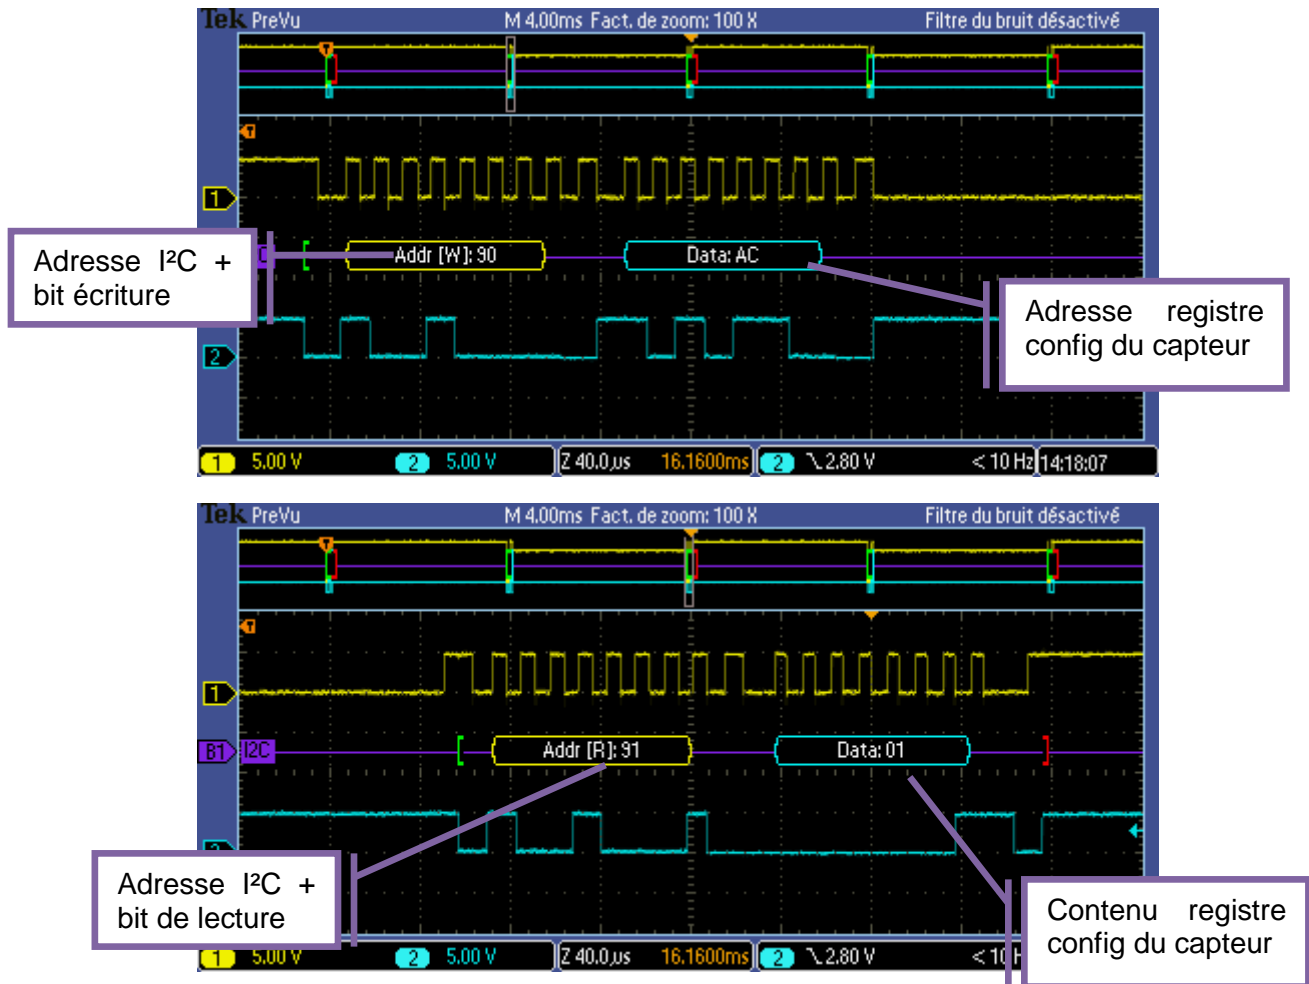 Tek PreVu M 4.00ms Fact. de zoom: 100 X Filtre du bruit désactivé
T
T
1
Adresse I²C +
bit écriture
C
Addr [W]: 90
Data: AC
Adresse registre
config du capteur
2
1 5.00 V 2 5.00 V Z 40.0µs 16.1600ms 2 2.80 V < 10 Hz 14:18:07
Tek PreVu M 4.00ms Fact. de zoom: 100 X Filtre du bruit désactivé
T
T
1
B1 I2C Addr [R]: 91 Data: 01
Adresse I²C +
bit de lecture
Contenu registre
config du capteur
1 5.00 V 2 5.00 V Z 40.0µs 16.1600ms 2 2.80 V < 10 H